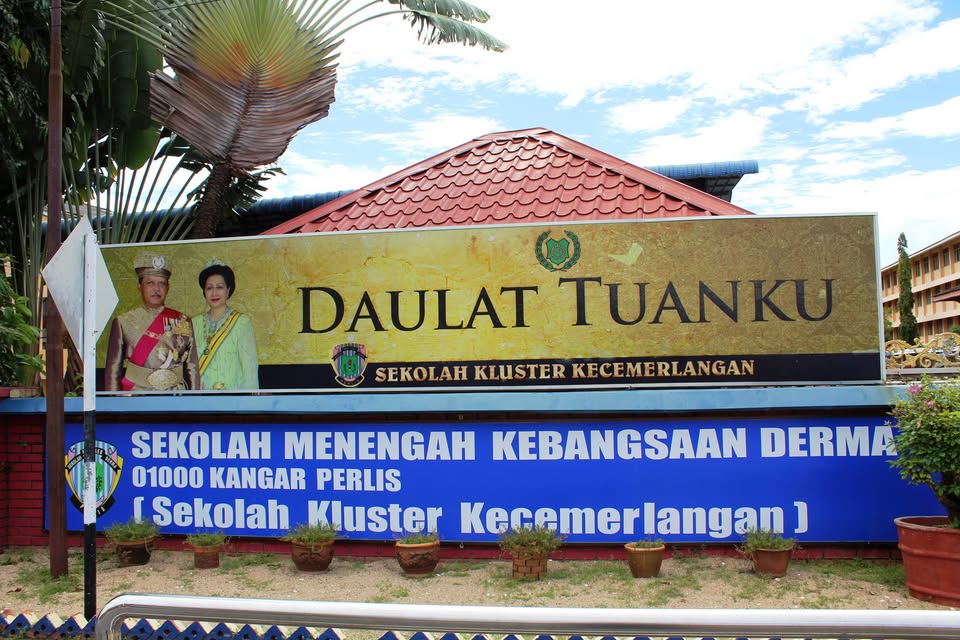 DAULAT TUANKU
SEKOLAH KLUSTER KECEMERLANGAN
SEKOLAH MENENGAH KEBANGSAAN DERMA
01000 KANGAR PERLIS
( Sekolah Kluster Kecemerlangan )